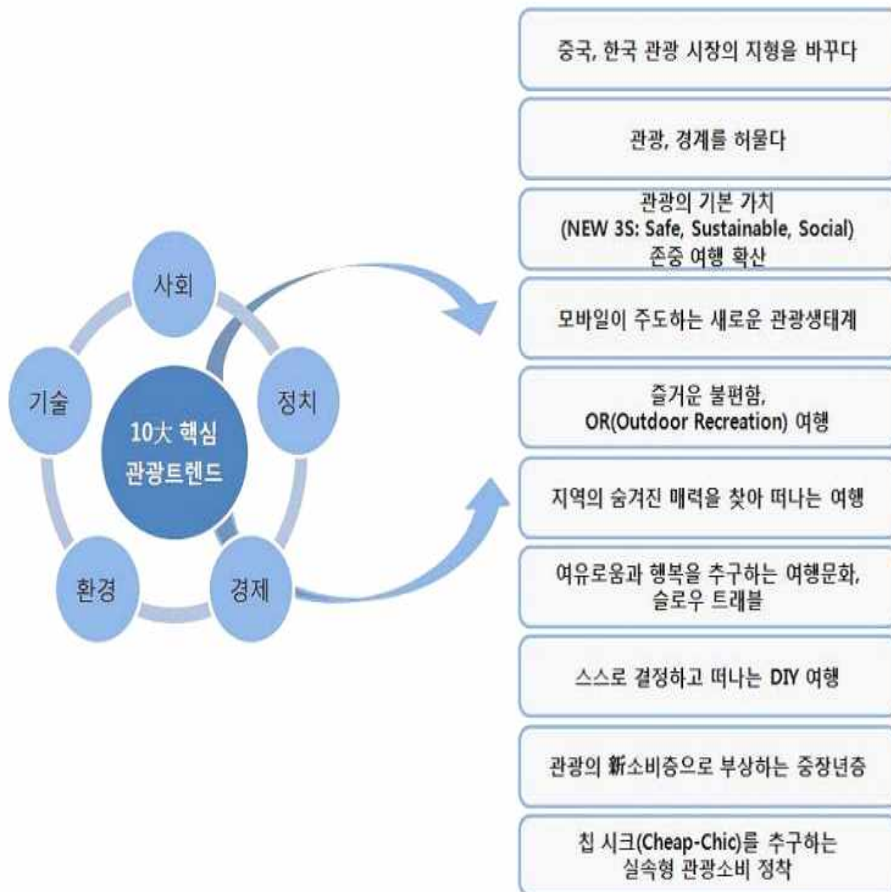 사회
기술
정치
10大 핵심
관광트렌드
환경
경제
중국, 한국 관광 시장의 지형을 바꾸다
관광, 경계를 허물다
관광의 기본 가치
(NEW 3S: Safe, Sustainable, Social)
존중 여행 확산
모바일이 주도하는 새로운 관광생태계
즐거운 불편함,
OR(Outdoor Recreation) 여행
지역의 숨겨진 매력을 찾아 떠나는 여행
여유로움과 행복을 추구하는 여행문화,
슬로우 트래블
스스로 결정하고 떠나는 DIY 여행
관광의 新소비층으로 부상하는 중장년층
칩 시크(Cheap-Chic)를 추구하는
실속형 관광소비 정착